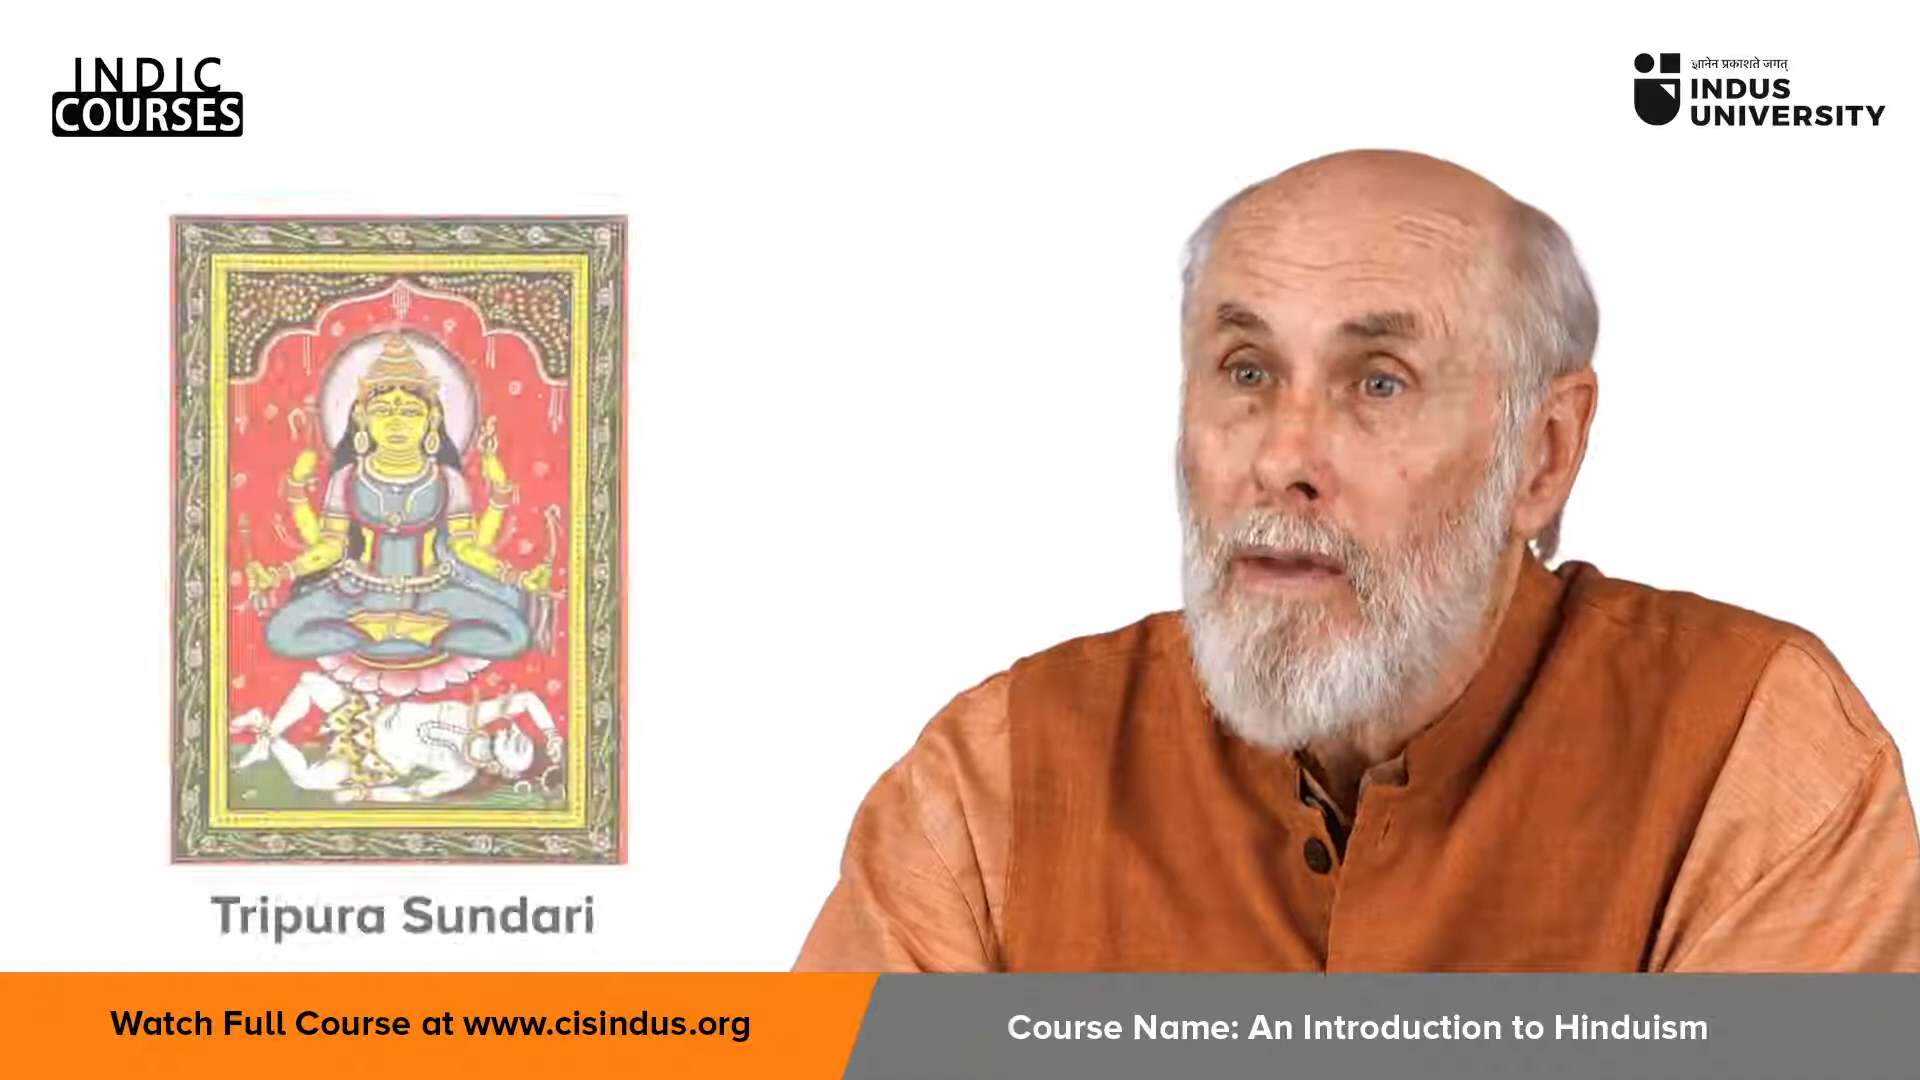 INDIC
COURSES
ज्ञानेन प्रकाशते जगत्
INDUS
UNIVERSITY
Tripura Sundari
Watch Full Course at www.cisindus.org
Course Name: An Introduction to Hinduism